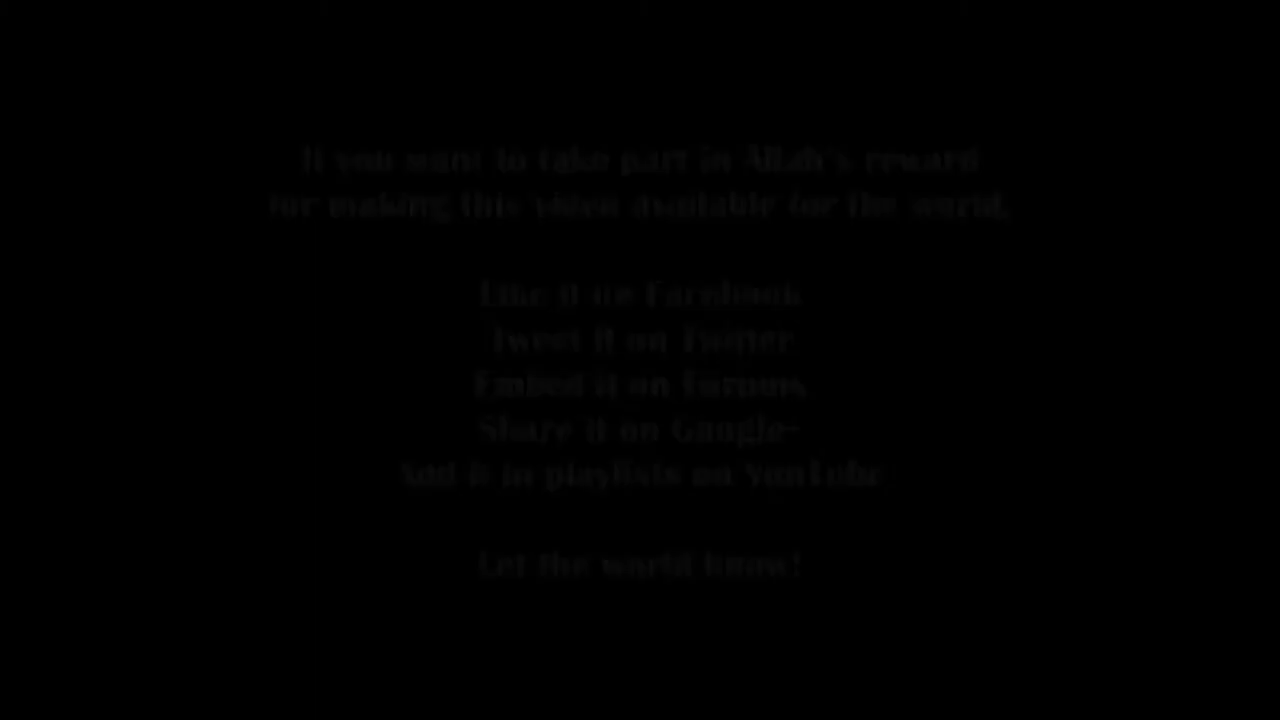 If you want to take part in Allah's reward
for making this video available for the world,
Like it on Facebook
Tweet it on Twitter
Embed it on Forums
Share it on Google+
Add it in playlists on YouTube
Let the world know!